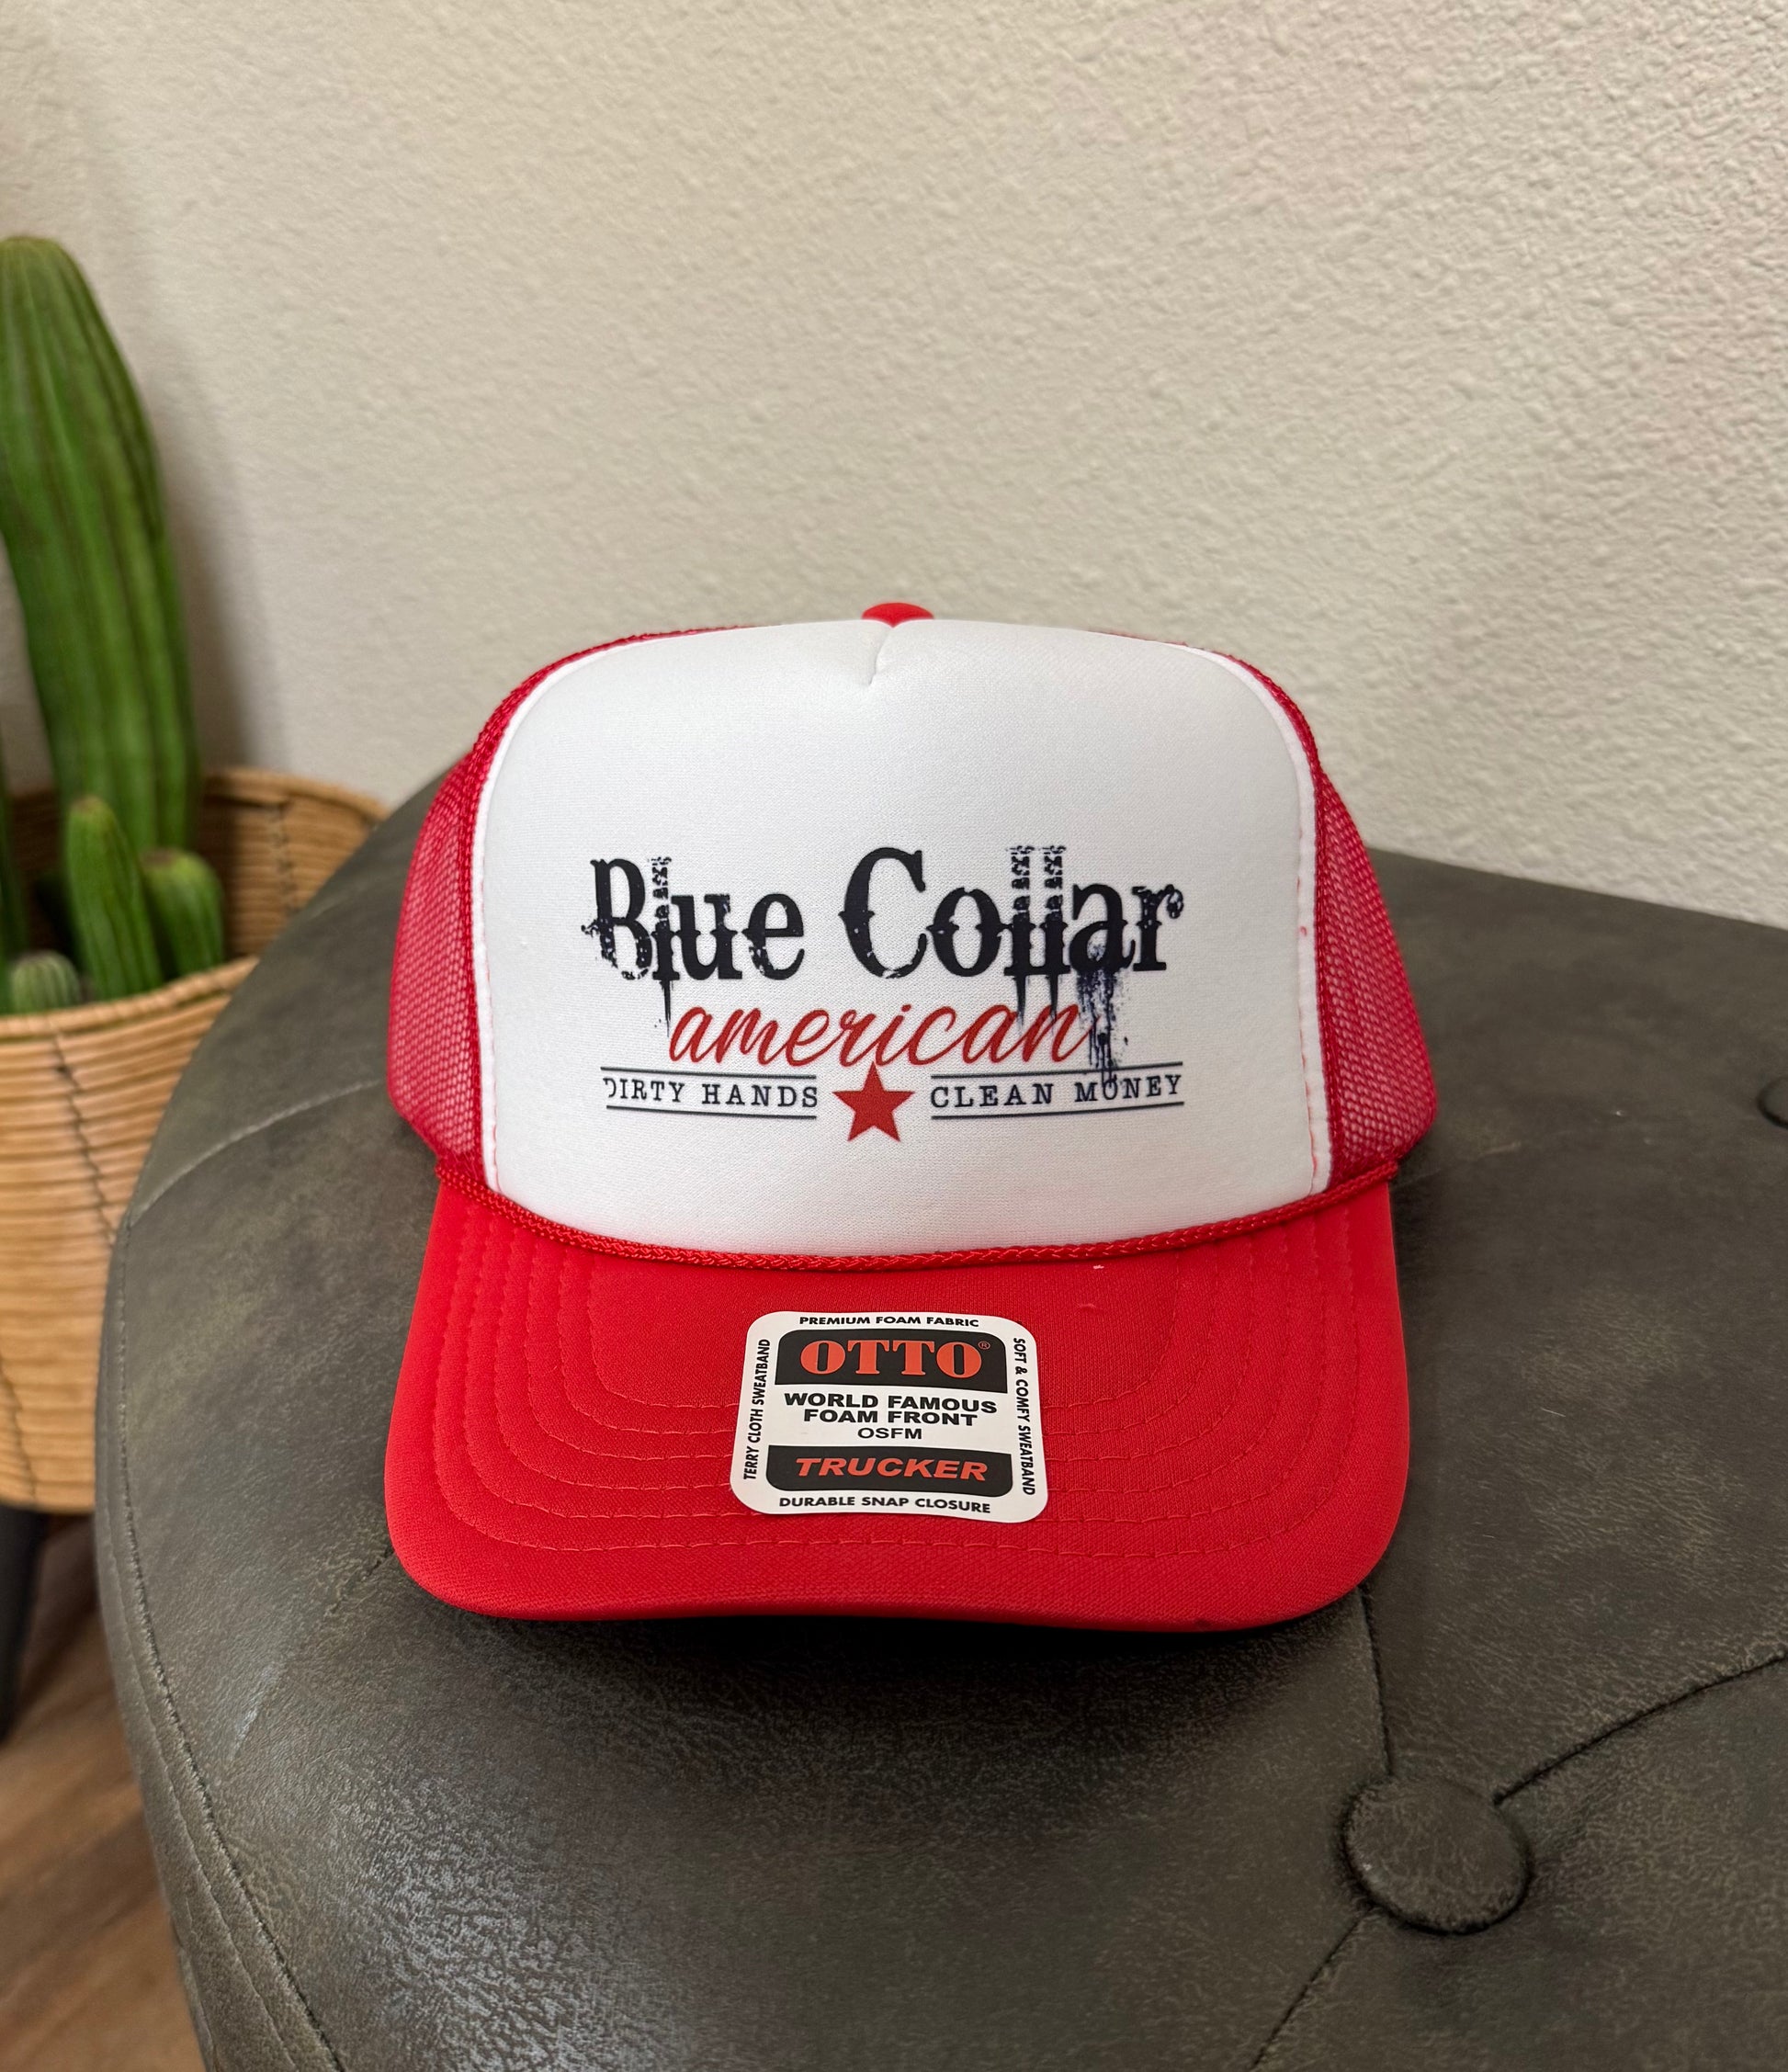 Blue Collar
american
DIRTY HANDS ★ CLEAN MONEY
PREMIUM FOAM FABRIC
OTTO®
WORLD FAMOUS
FOAM FRONT
OSFM
TRUCKER
DURABLE SNAP CLOSURE
TERRY CLOTH SWEATBAND
SOFT & COMFY SWEATBAND